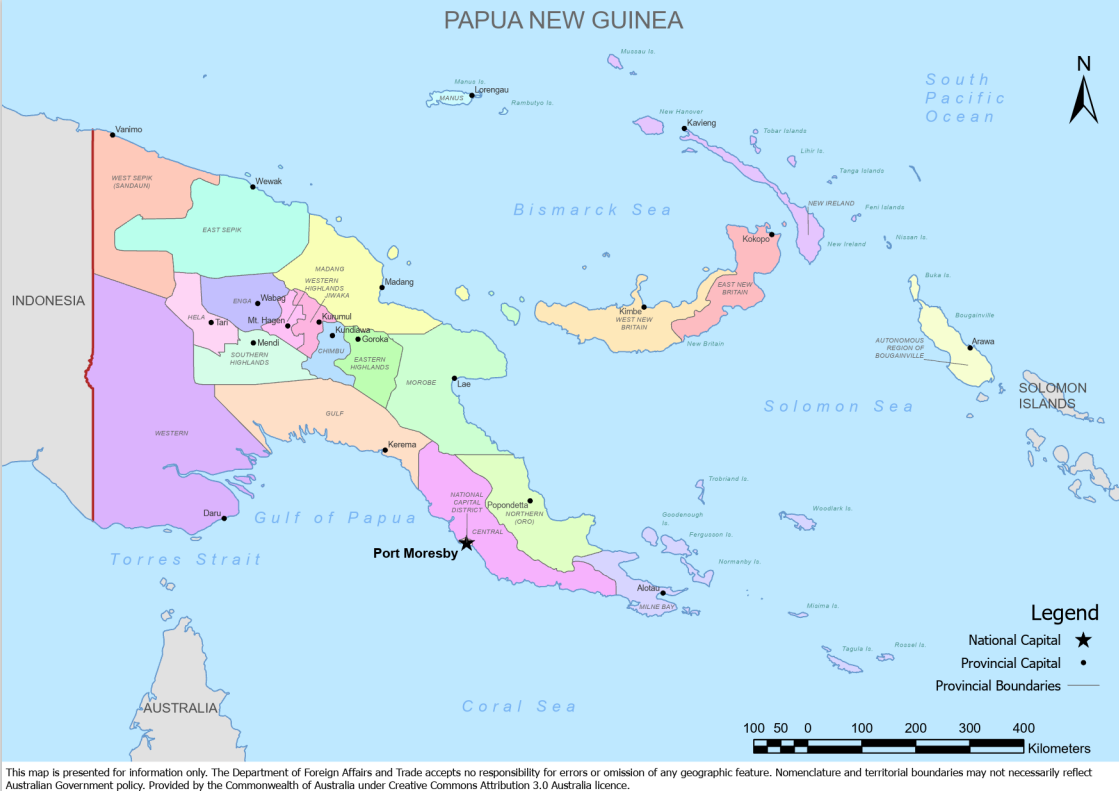 PAPUA NEW GUINEA
Mussau Is.
N
South
Pacific
Ocean
Manus Is.
Lorengau
MANUS
Rambutyo Is.
New Hanover
Kavieng
Tobar Islands
Lihir Is.
Tanga Islands
Vanimo
WEST SEPIK
(SANDAUN)
Wewak
EAST SEPIK
Bismarck Sea
NEW IRELAND
Feni Islands
New Ireland
Nissan Is.
Kokopo
MADANG
Madang
WESTERN
HIGHLANDS
JIWAKA
INDONESIA
ENGA
Wabag
HELA
Tari
Mt. Hagen
Kurumul
Kundiawa
Goroka
Mendi
CHIMBU
SOUTHERN
HIGHLANDS
EASTERN
HIGHLANDS
MOROBE
Lae
EAST NEW
BRITAIN
Kimbe
WEST NEW
BRITAIN
New Britain
Buka Is.
Bougainville
AUTONOMOUS
REGION OF
BOUGAINVILLE
Arawa
SOLOMON
ISLANDS
Solomon Sea
GULF
WESTERN
Kerema
NATIONAL
CAPITAL
DISTRICT
Popondetta
NORTHERN
(ORO)
CENTRAL
Daru
Gulf of Papua
Port Moresby
Torres Strait
Trobriand Is.
Woodlark Is.
Goodenough
Is.
Fergusson Is.
Normanby Is.
Alotau
MILNE BAY
Misima Is.
Tagula Is.
Rossel Is.
AUSTRALIA
Coral Sea
Legend
National Capital
Provincial Capital
Provincial Boundaries
100 50 0 100 200 300 400
Kilometers
This map is presented for information only. The Department of Foreign Affairs and Trade accepts no responsibility for errors or omission of any geographic feature. Nomenclature and territorial boundaries may not necessarily reflect
Australian Government policy. Provided by the Commonwealth of Australia under Creative Commons Attribution 3.0 Australia licence.